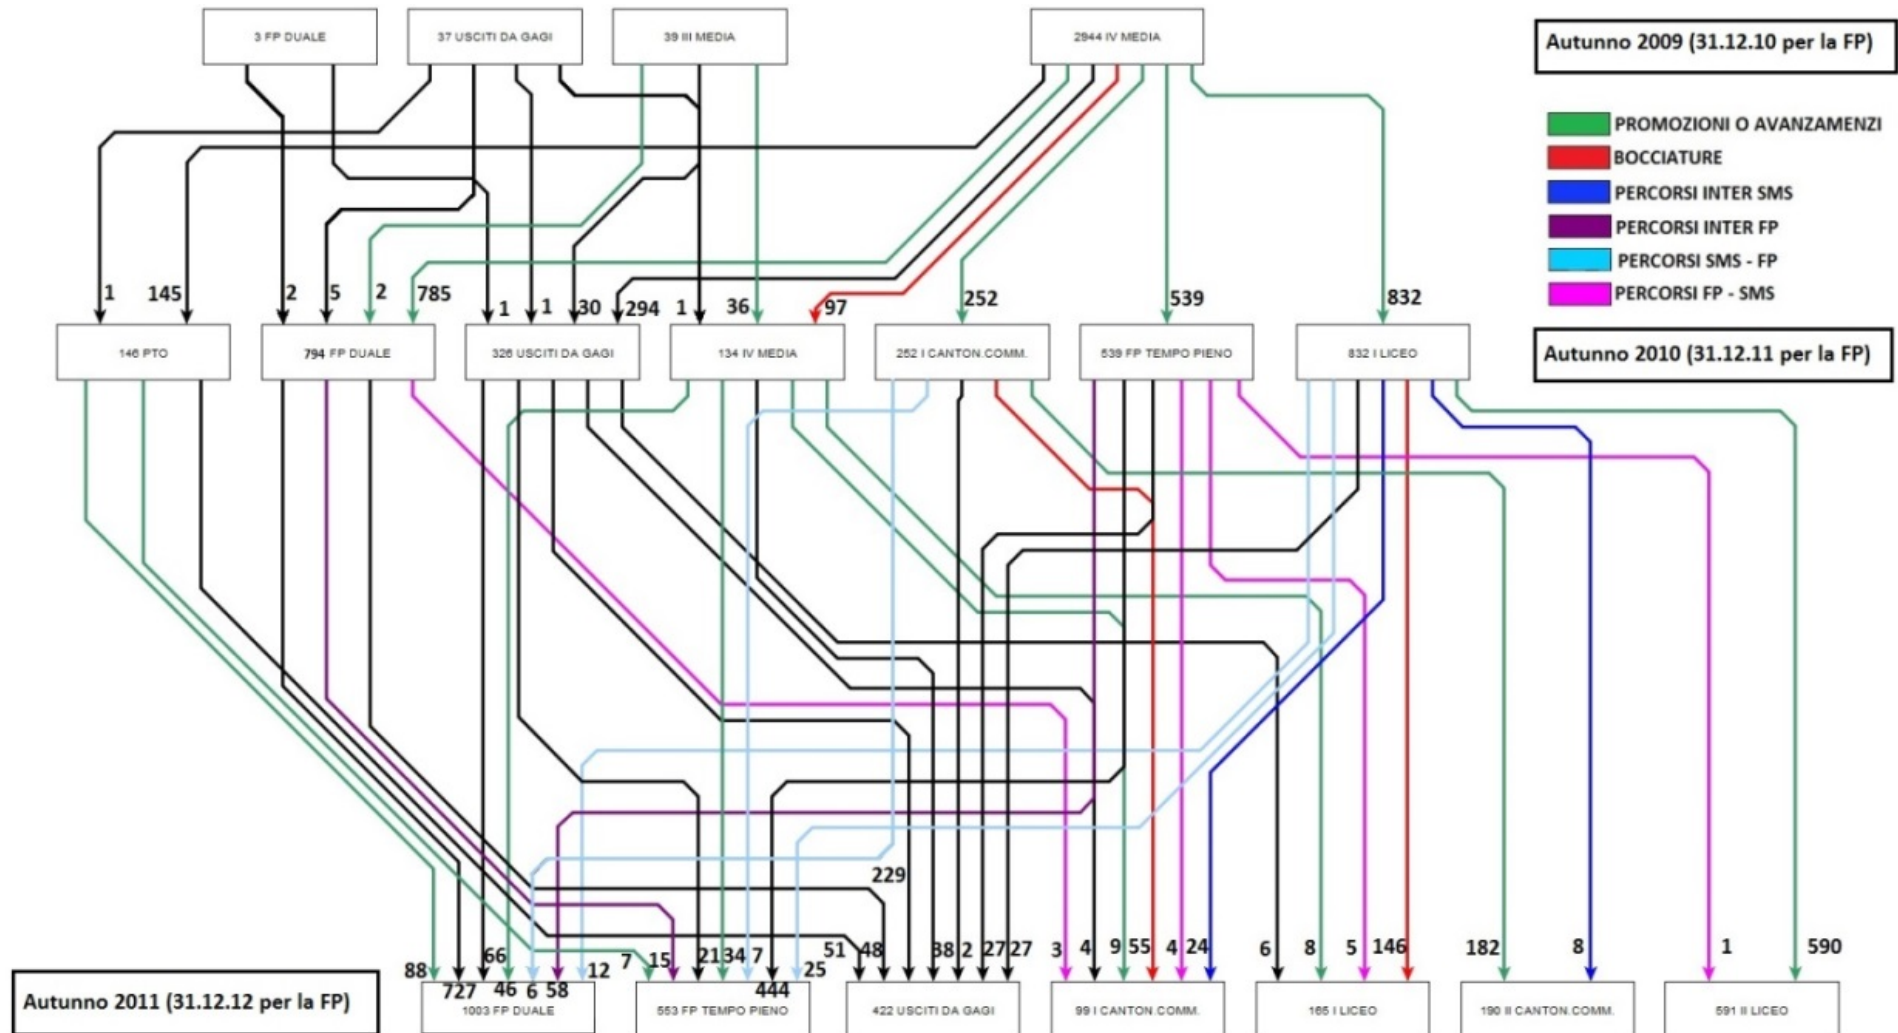 3 FP DUALE
37 USCITI DA GAGI
39 III MEDIA
2944 IV MEDIA
Autunno 2009 (31.12.10 per la FP)
PROMOZIONI O AVANZAMENZI
BOCCIATURE
PERCORSI INTER SMS
PERCORSI INTER FP
PERCORSI SMS - FP
PERCORSI FP - SMS
1
145
2
5
2
785
1
1
30
294
1
36
97
252
539
832
146 PTO
794 FP DUALE
326 USCITI DA GAGI
134 IV MEDIA
252 I CANTON.COMM.
539 FP TEMPO PIENO
832 I LICEO
Autunno 2010 (31.12.11 per la FP)
229
88
727
66
46
6
58
12
7
15
21
34
7
444
25
51
48
38
2
27
27
3
4
9
55
4
24
6
8
5
146
182
8
1
590
Autunno 2011 (31.12.12 per la FP)
1003 FP DUALE
553 FP TEMPO PIENO
422 USCITI DA GAGI
99 I CANTON.COMM.
165 I LICEO
190 II CANTON.COMM.
591 II LICEO